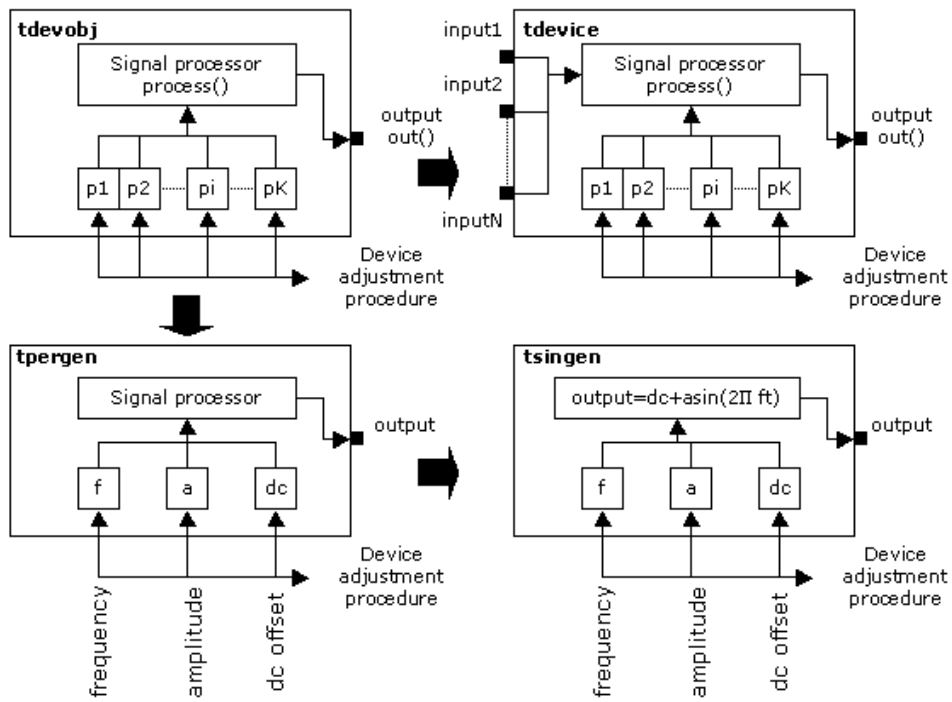 tdevobj
Signal processor
process()
p1
p2
pi
pK
output
out()
Device
adjustment
procedure
input1
input2
inputN
tdevice
Signal processor
process()
p1
p2
pi
pK
output
out()
Device
adjustment
procedure
tpergen
Signal processor
f
a
dc
output
Device
adjustment
procedure
frequency
amplitude
dc offset
tsingen
output=dc+asin(2Π ft)
f
a
dc
output
Device
adjustment
procedure
frequency
amplitude
dc offset